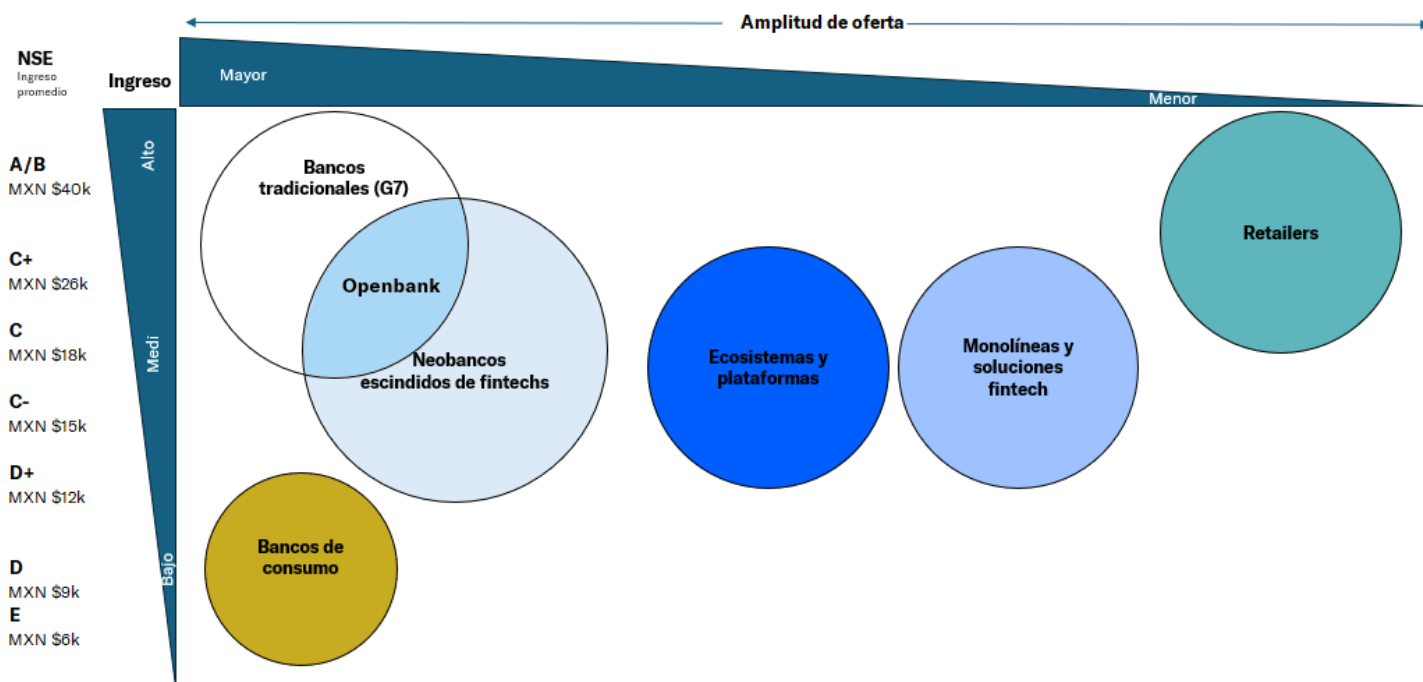 Amplitud de oferta
NSE
Ingreso
promedio
Ingreso
Mayor
Menor
Alto
Medi
Bajo
A/B
MXN $40k
C+
MXN $26k
C
MXN $18k
C-
MXN $15k
D+
MXN $12k
D
MXN $9k
E
MXN $6k
Bancos
tradicionales (G7)
Openbank
Neobancos
escindidos de fintechs
Bancos de
consumo
Ecosistemas y
plataformas
Monolíneas y
soluciones
fintech
Retailers